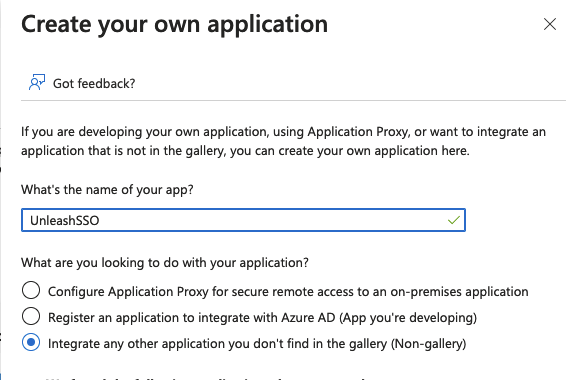 Create your own application
Got feedback?
If you are developing your own application, using Application Proxy, or want to integrate an
application that is not in the gallery, you can create your own application here.
What's the name of your app?
UnleashSSO
What are you looking to do with your application?
Configure Application Proxy for secure remote access to an on-premises application
Register an application to integrate with Azure AD (App you're developing)
Integrate any other application you don't find in the gallery (Non-gallery)